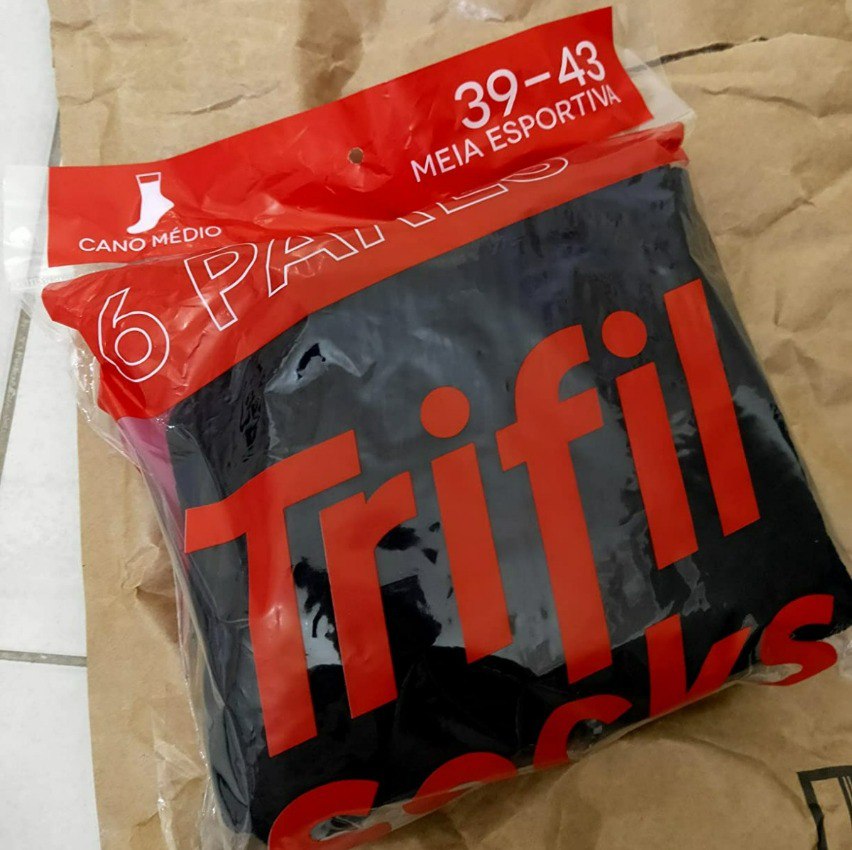 39-43
MEIA ESPORTIVA
CANO MÉDIO
6 PARES
Trifil
socks